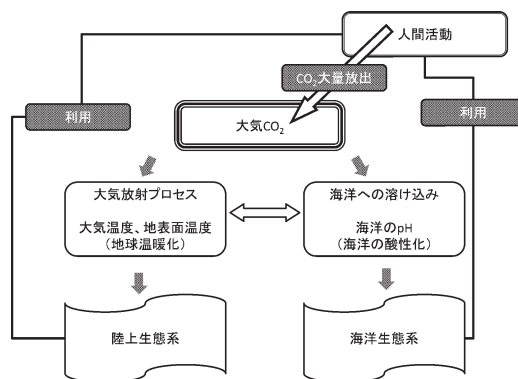 人間活動
CO₂大量放出
利用
利用
大気CO₂
大気放射プロセス
大気温度、地表面温度
(地球温暖化)
海洋への溶け込み
海洋のpH
(海洋の酸性化)
陸上生態系
海洋生態系